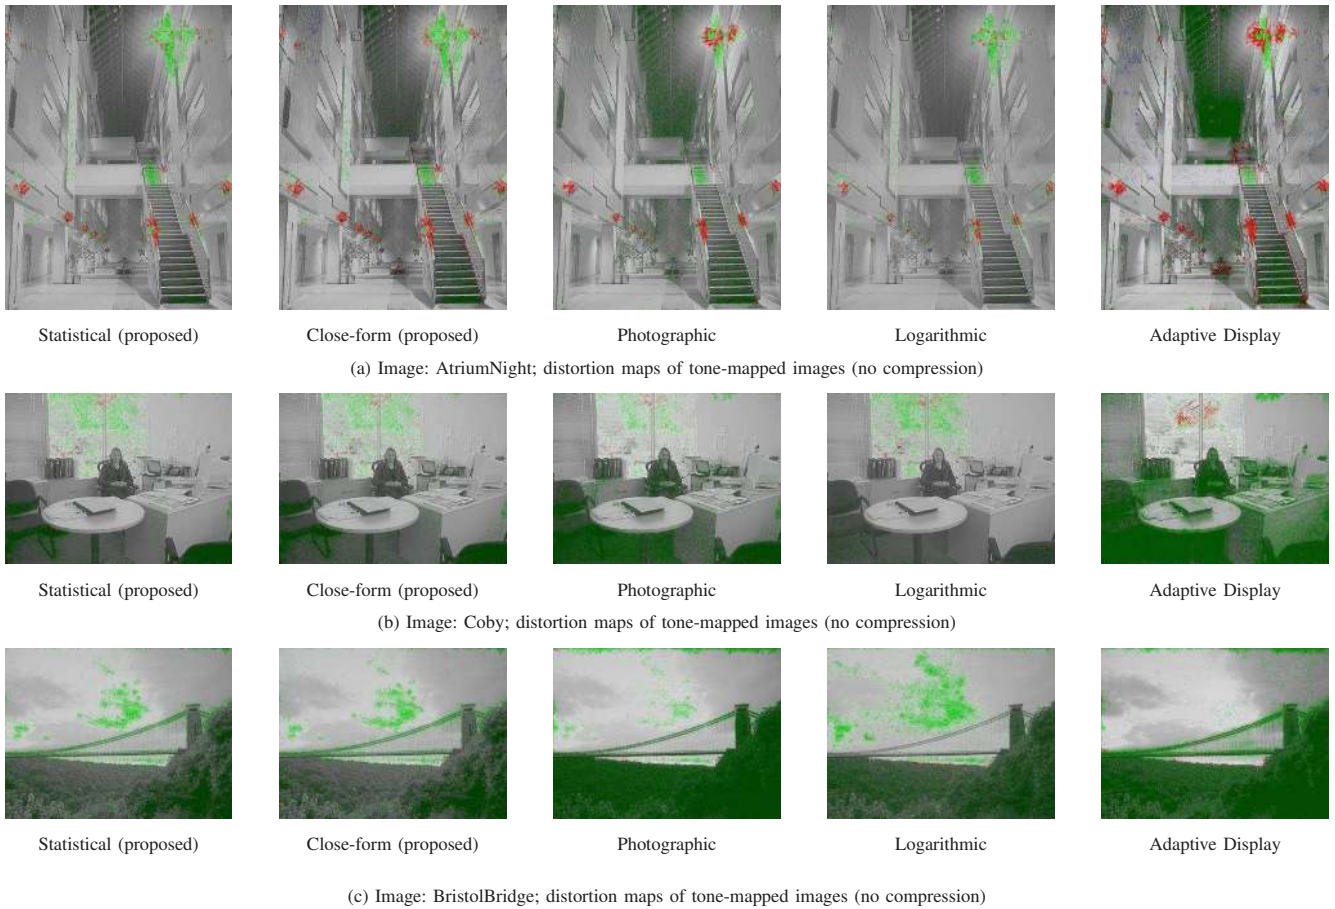 Statistical (proposed) Close-form (proposed) Photographic Logarithmic Adaptive Display
(a) Image: AtriumNight; distortion maps of tone-mapped images (no compression)
Statistical (proposed) Close-form (proposed) Photographic Logarithmic Adaptive Display
(b) Image: Coby; distortion maps of tone-mapped images (no compression)
Statistical (proposed) Close-form (proposed) Photographic Logarithmic Adaptive Display
(c) Image: BristolBridge; distortion maps of tone-mapped images (no compression)